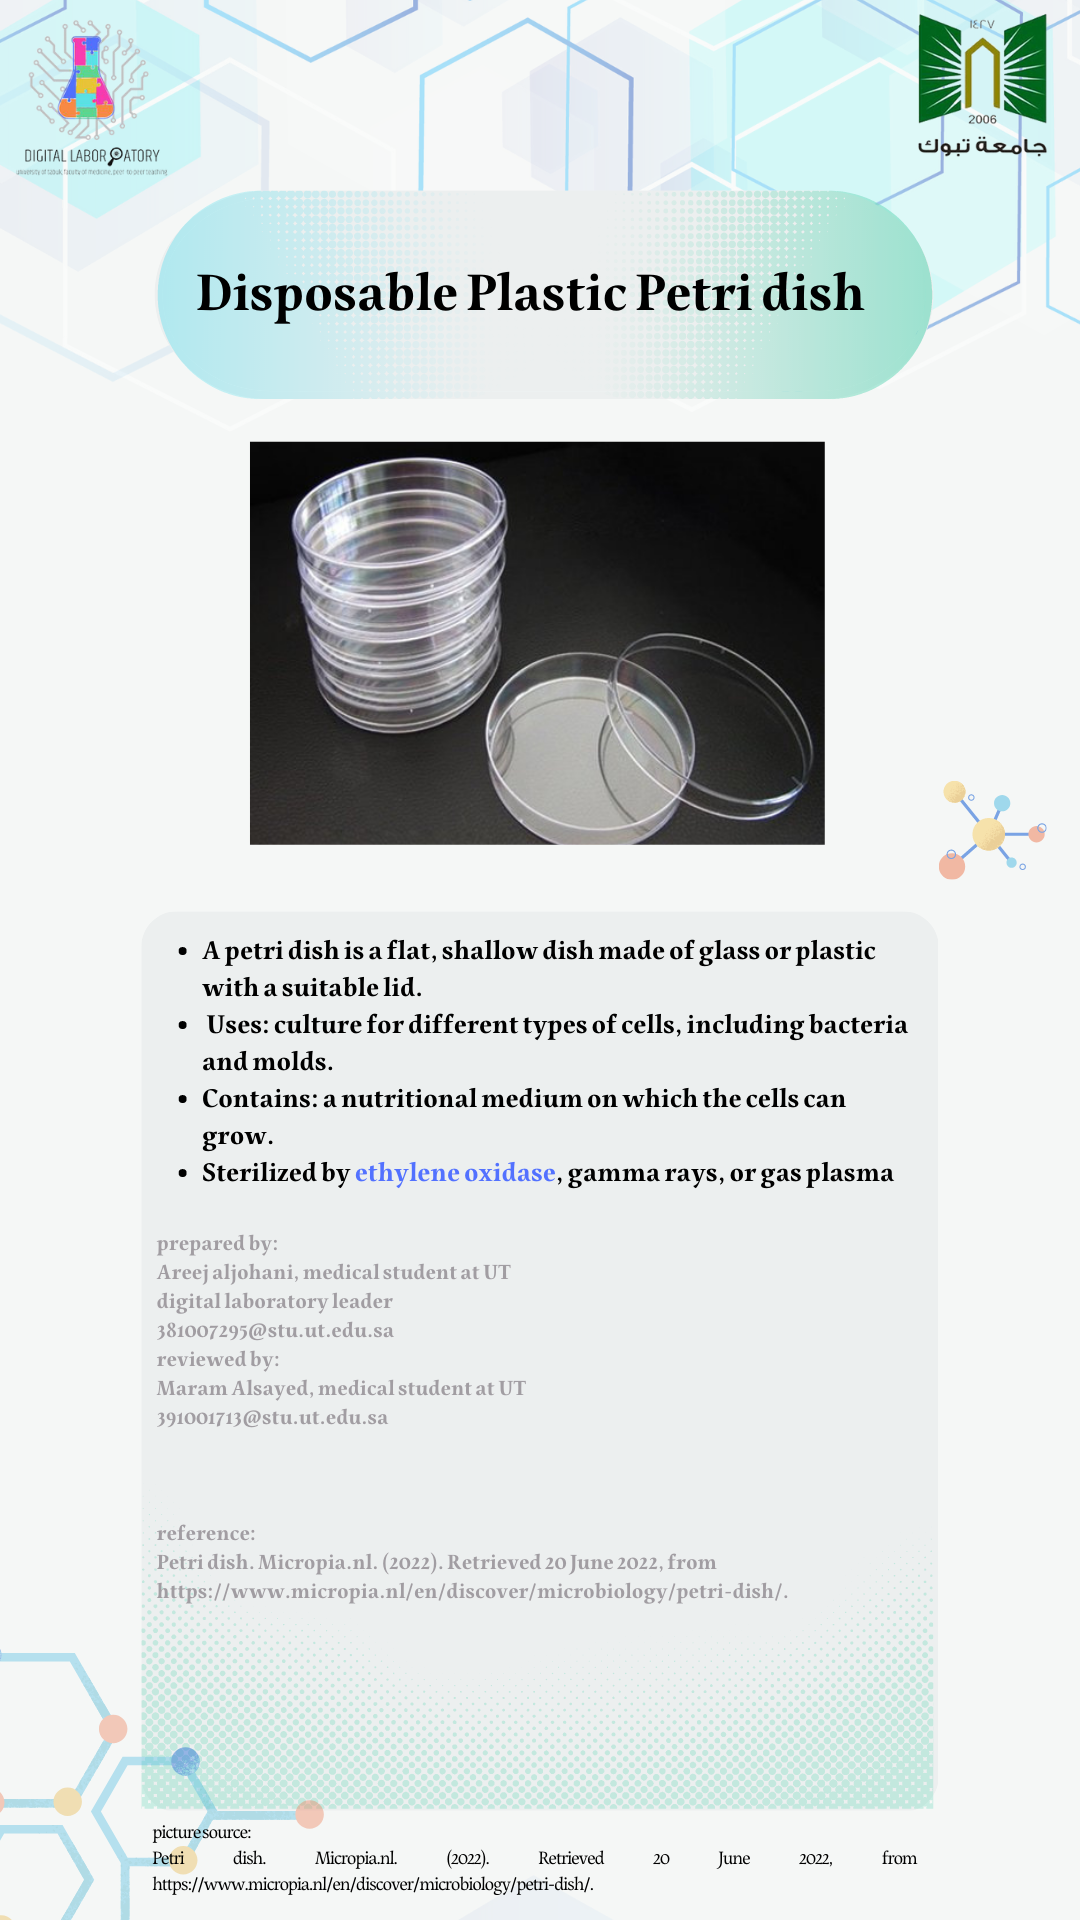 DIGITAL LABORATORY
university of tabuk, faculty of medicine, peer-to-peer teaching
١٤٢٧
2006
جامعة تبوك
Disposable Plastic Petri dish
• A petri dish is a flat, shallow dish made of glass or plastic
with a suitable lid.
• Uses: culture for different types of cells, including bacteria
and molds.
• Contains: a nutritional medium on which the cells can
grow.
• Sterilized by ethylene oxidase, gamma rays, or gas plasma
prepared by:
Areej aljohani, medical student at UT
digital laboratory leader
381007295@stu.ut.edu.sa
reviewed by:
Maram Alsayed, medical student at UT
391001713@stu.ut.edu.sa
reference:
Petri dish. Micropia.nl. (2022). Retrieved 20 June 2022, from
https://www.micropia.nl/en/discover/microbiology/petri-dish/.
picture source:
Petri dish. Micropia.nl. (2022). Retrieved 20 June 2022, from
https://www.micropia.nl/en/discover/microbiology/petri-dish/.